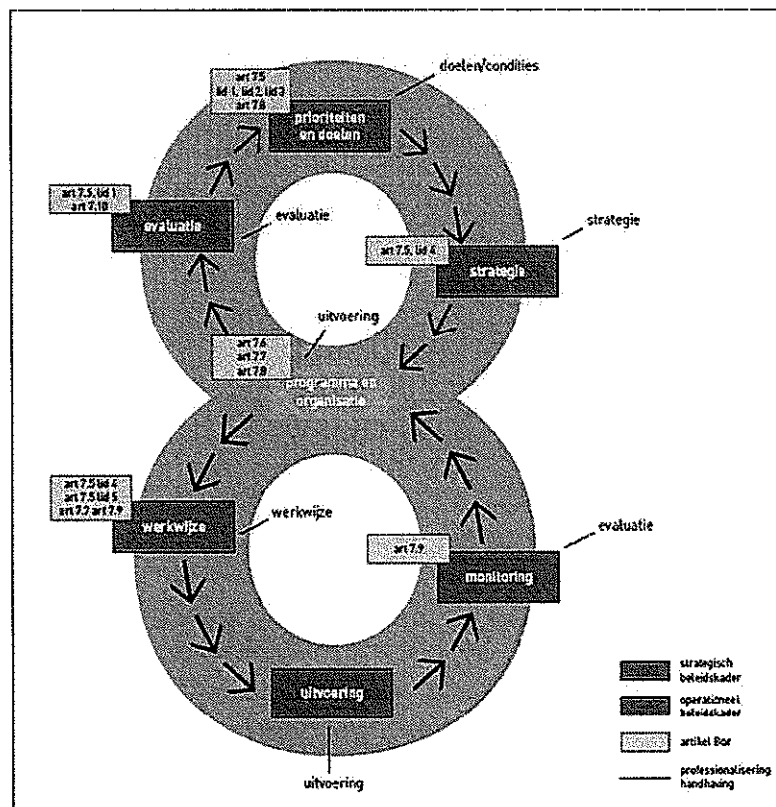 doelen/condities
art 7.5
lid 1, lid 2, lid 3
art 7.6
prioriteiten
en doelen
art 7.5, lid 1
art 7.10
evaluatie
evaluatie
strategie
art 7.5, lid 4
strategie
uitvoering
art 7.6
art 7.7
art 7.8
programma en
organisatie
art 7.5 lid 4
art 7.5 lid 5
art 7.7 art 7.9
werkwijze
werkwijze
evaluatie
art 7.9
monitoring
uitvoering
uitvoering
strategisch
beleidskader
operationeel
beleidskader
artikel Bor
professionalisering
handhaving